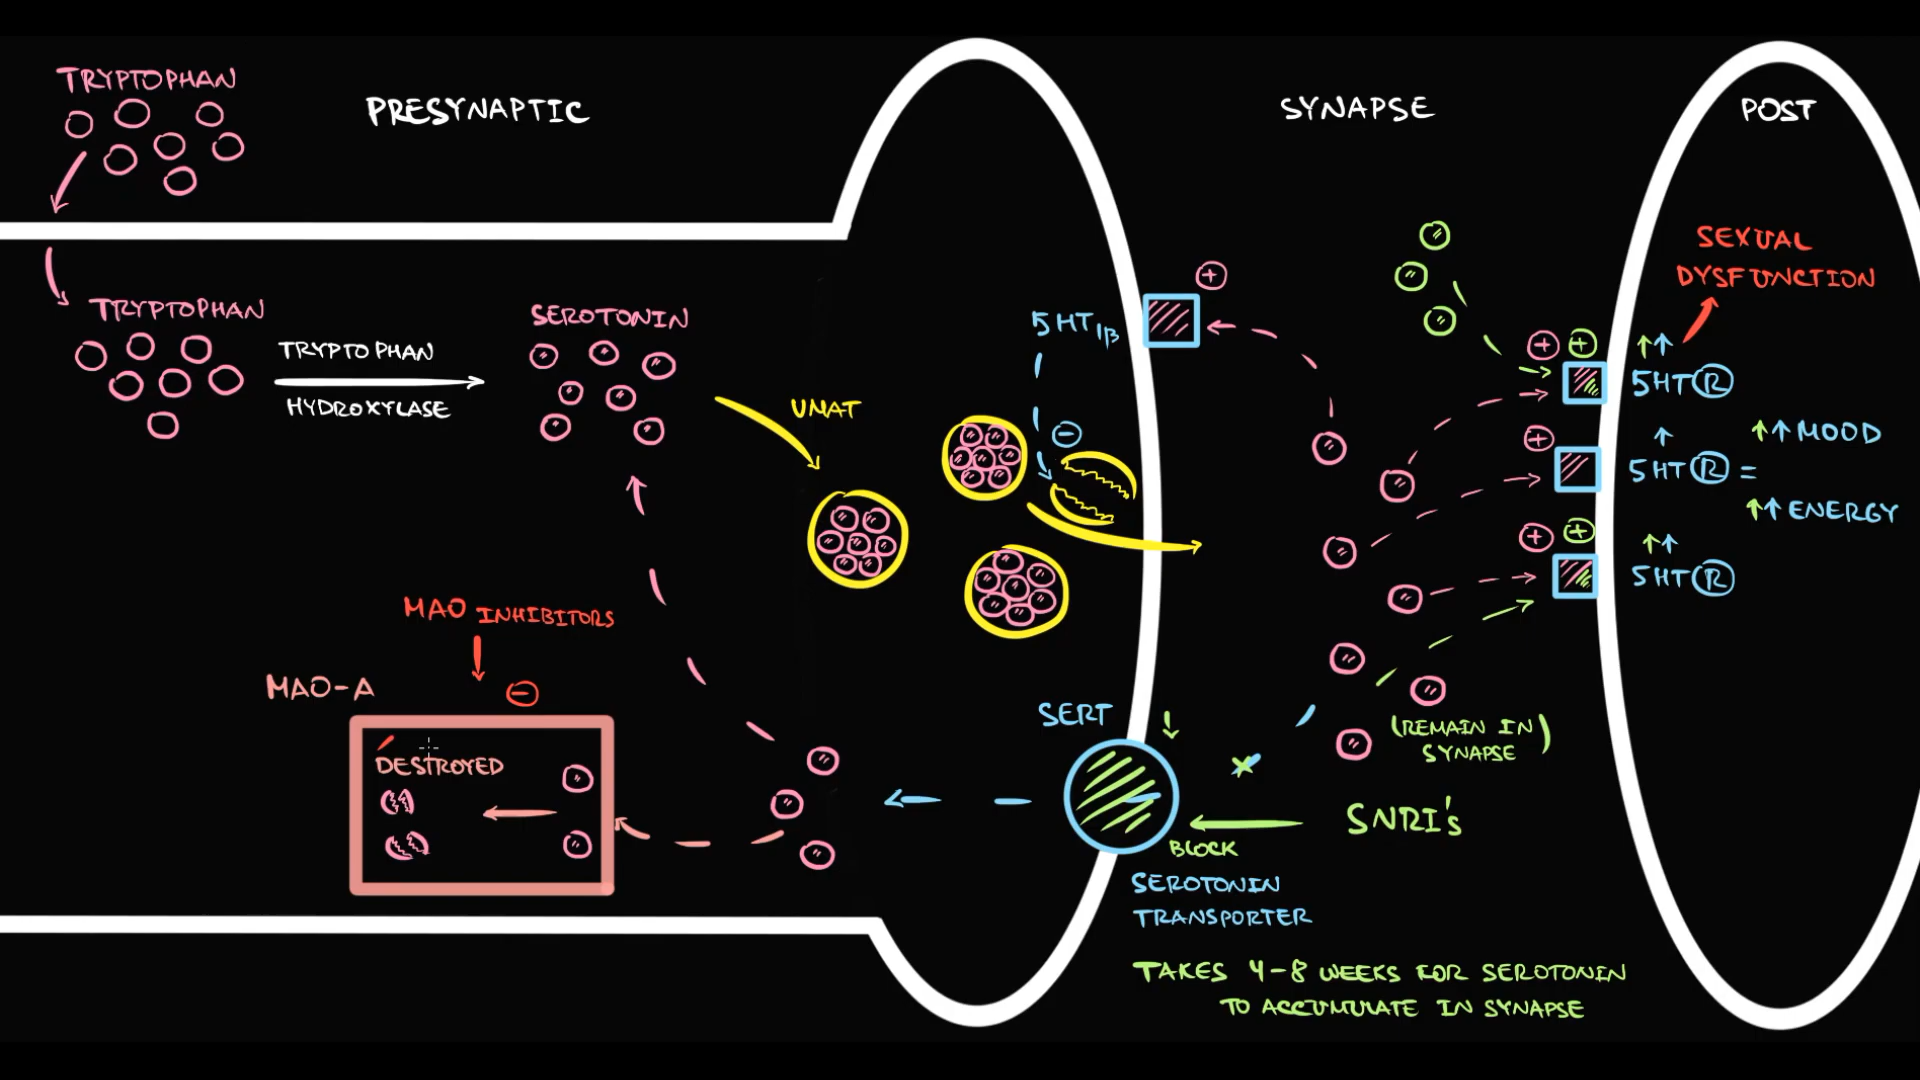 TRYPTOPHAN
PRESYNAPTIC
SYNAPSE
POST
TRYPTOPHAN
TRYPTOPHAN
HYDROXYLASE
SEROTONIN
VMAT
5HT1β
+
-
+ +
+
+ +
SEXUAL
DYSFUNCTION
↑↑
5HT R
↑
5HT R =
↑↑ MOOD
↑↑ ENERGY
↑↑
5HT R
MAO INHIBITORS
-
MAO-A
DESTROYED
SERT
↓
(REMAIN IN
SYNAPSE)
SNRI's
BLOCK
SEROTONIN
TRANSPORTER
TAKES 4-8 WEEKS FOR SEROTONIN
TO ACCUMULATE IN SYNAPSE